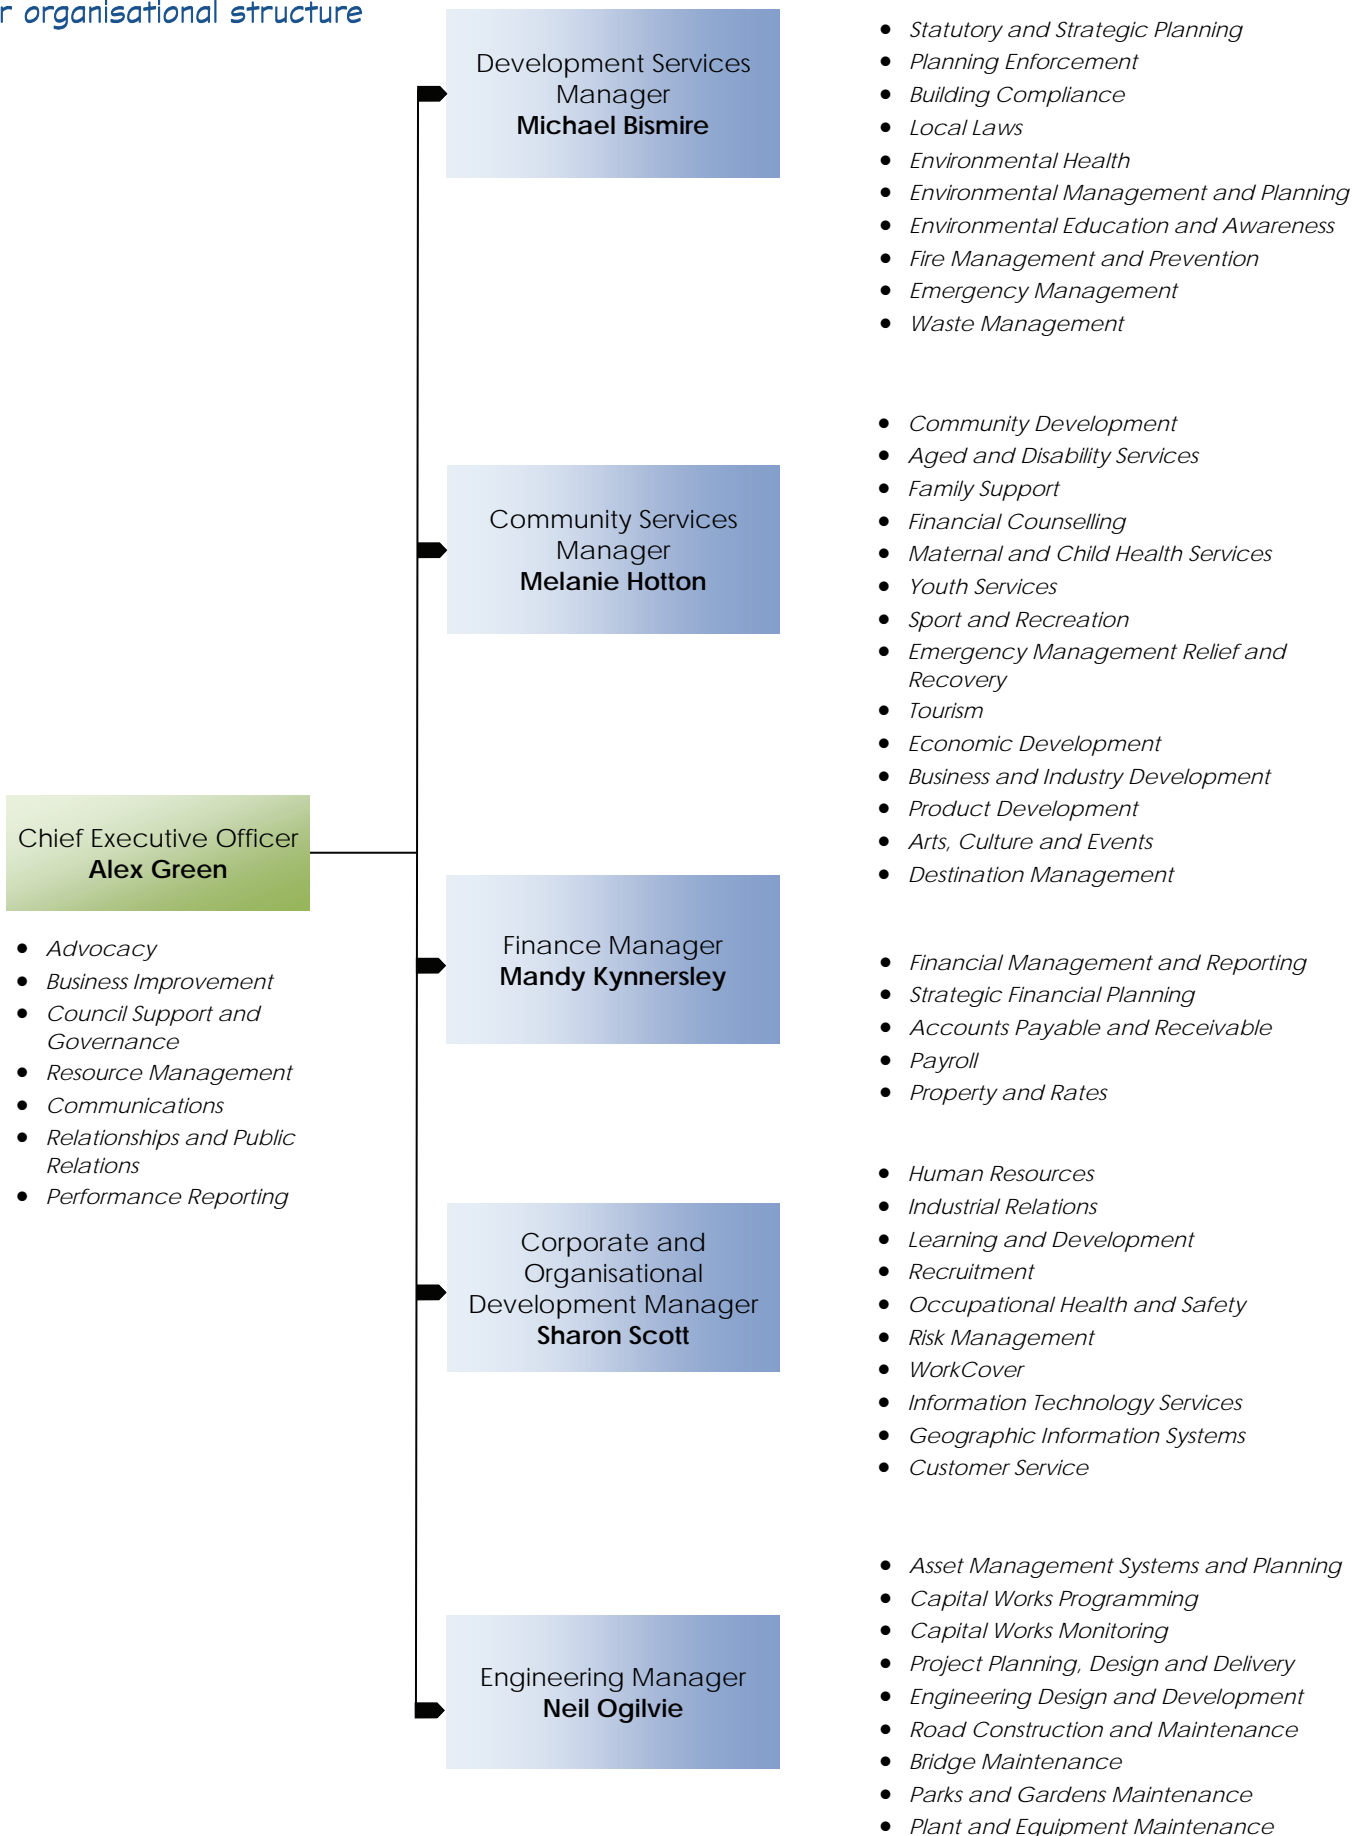 r organisational structure
Development Services
Manager
Michael Bismire
• Statutory and Strategic Planning
• Planning Enforcement
• Building Compliance
• Local Laws
• Environmental Health
• Environmental Management and Planning
• Environmental Education and Awareness
• Fire Management and Prevention
• Emergency Management
• Waste Management
Community Services
Manager
Melanie Hotton
• Community Development
• Aged and Disability Services
• Family Support
• Financial Counselling
• Maternal and Child Health Services
• Youth Services
• Sport and Recreation
• Emergency Management Relief and
Recovery
• Tourism
• Economic Development
• Business and Industry Development
• Product Development
• Arts, Culture and Events
• Destination Management
Chief Executive Officer
Alex Green
• Advocacy
• Business Improvement
• Council Support and
Governance
• Resource Management
• Communications
• Relationships and Public
Relations
• Performance Reporting
Finance Manager
Mandy Kynnersley
• Financial Management and Reporting
• Strategic Financial Planning
• Accounts Payable and Receivable
• Payroll
• Property and Rates
Corporate and
Organisational
Development Manager
Sharon Scott
• Human Resources
• Industrial Relations
• Learning and Development
• Recruitment
• Occupational Health and Safety
• Risk Management
• WorkCover
• Information Technology Services
• Geographic Information Systems
• Customer Service
Engineering Manager
Neil Ogilvie
• Asset Management Systems and Planning
• Capital Works Programming
• Capital Works Monitoring
• Project Planning, Design and Delivery
• Engineering Design and Development
• Road Construction and Maintenance
• Bridge Maintenance
• Parks and Gardens Maintenance
• Plant and Equipment Maintenance